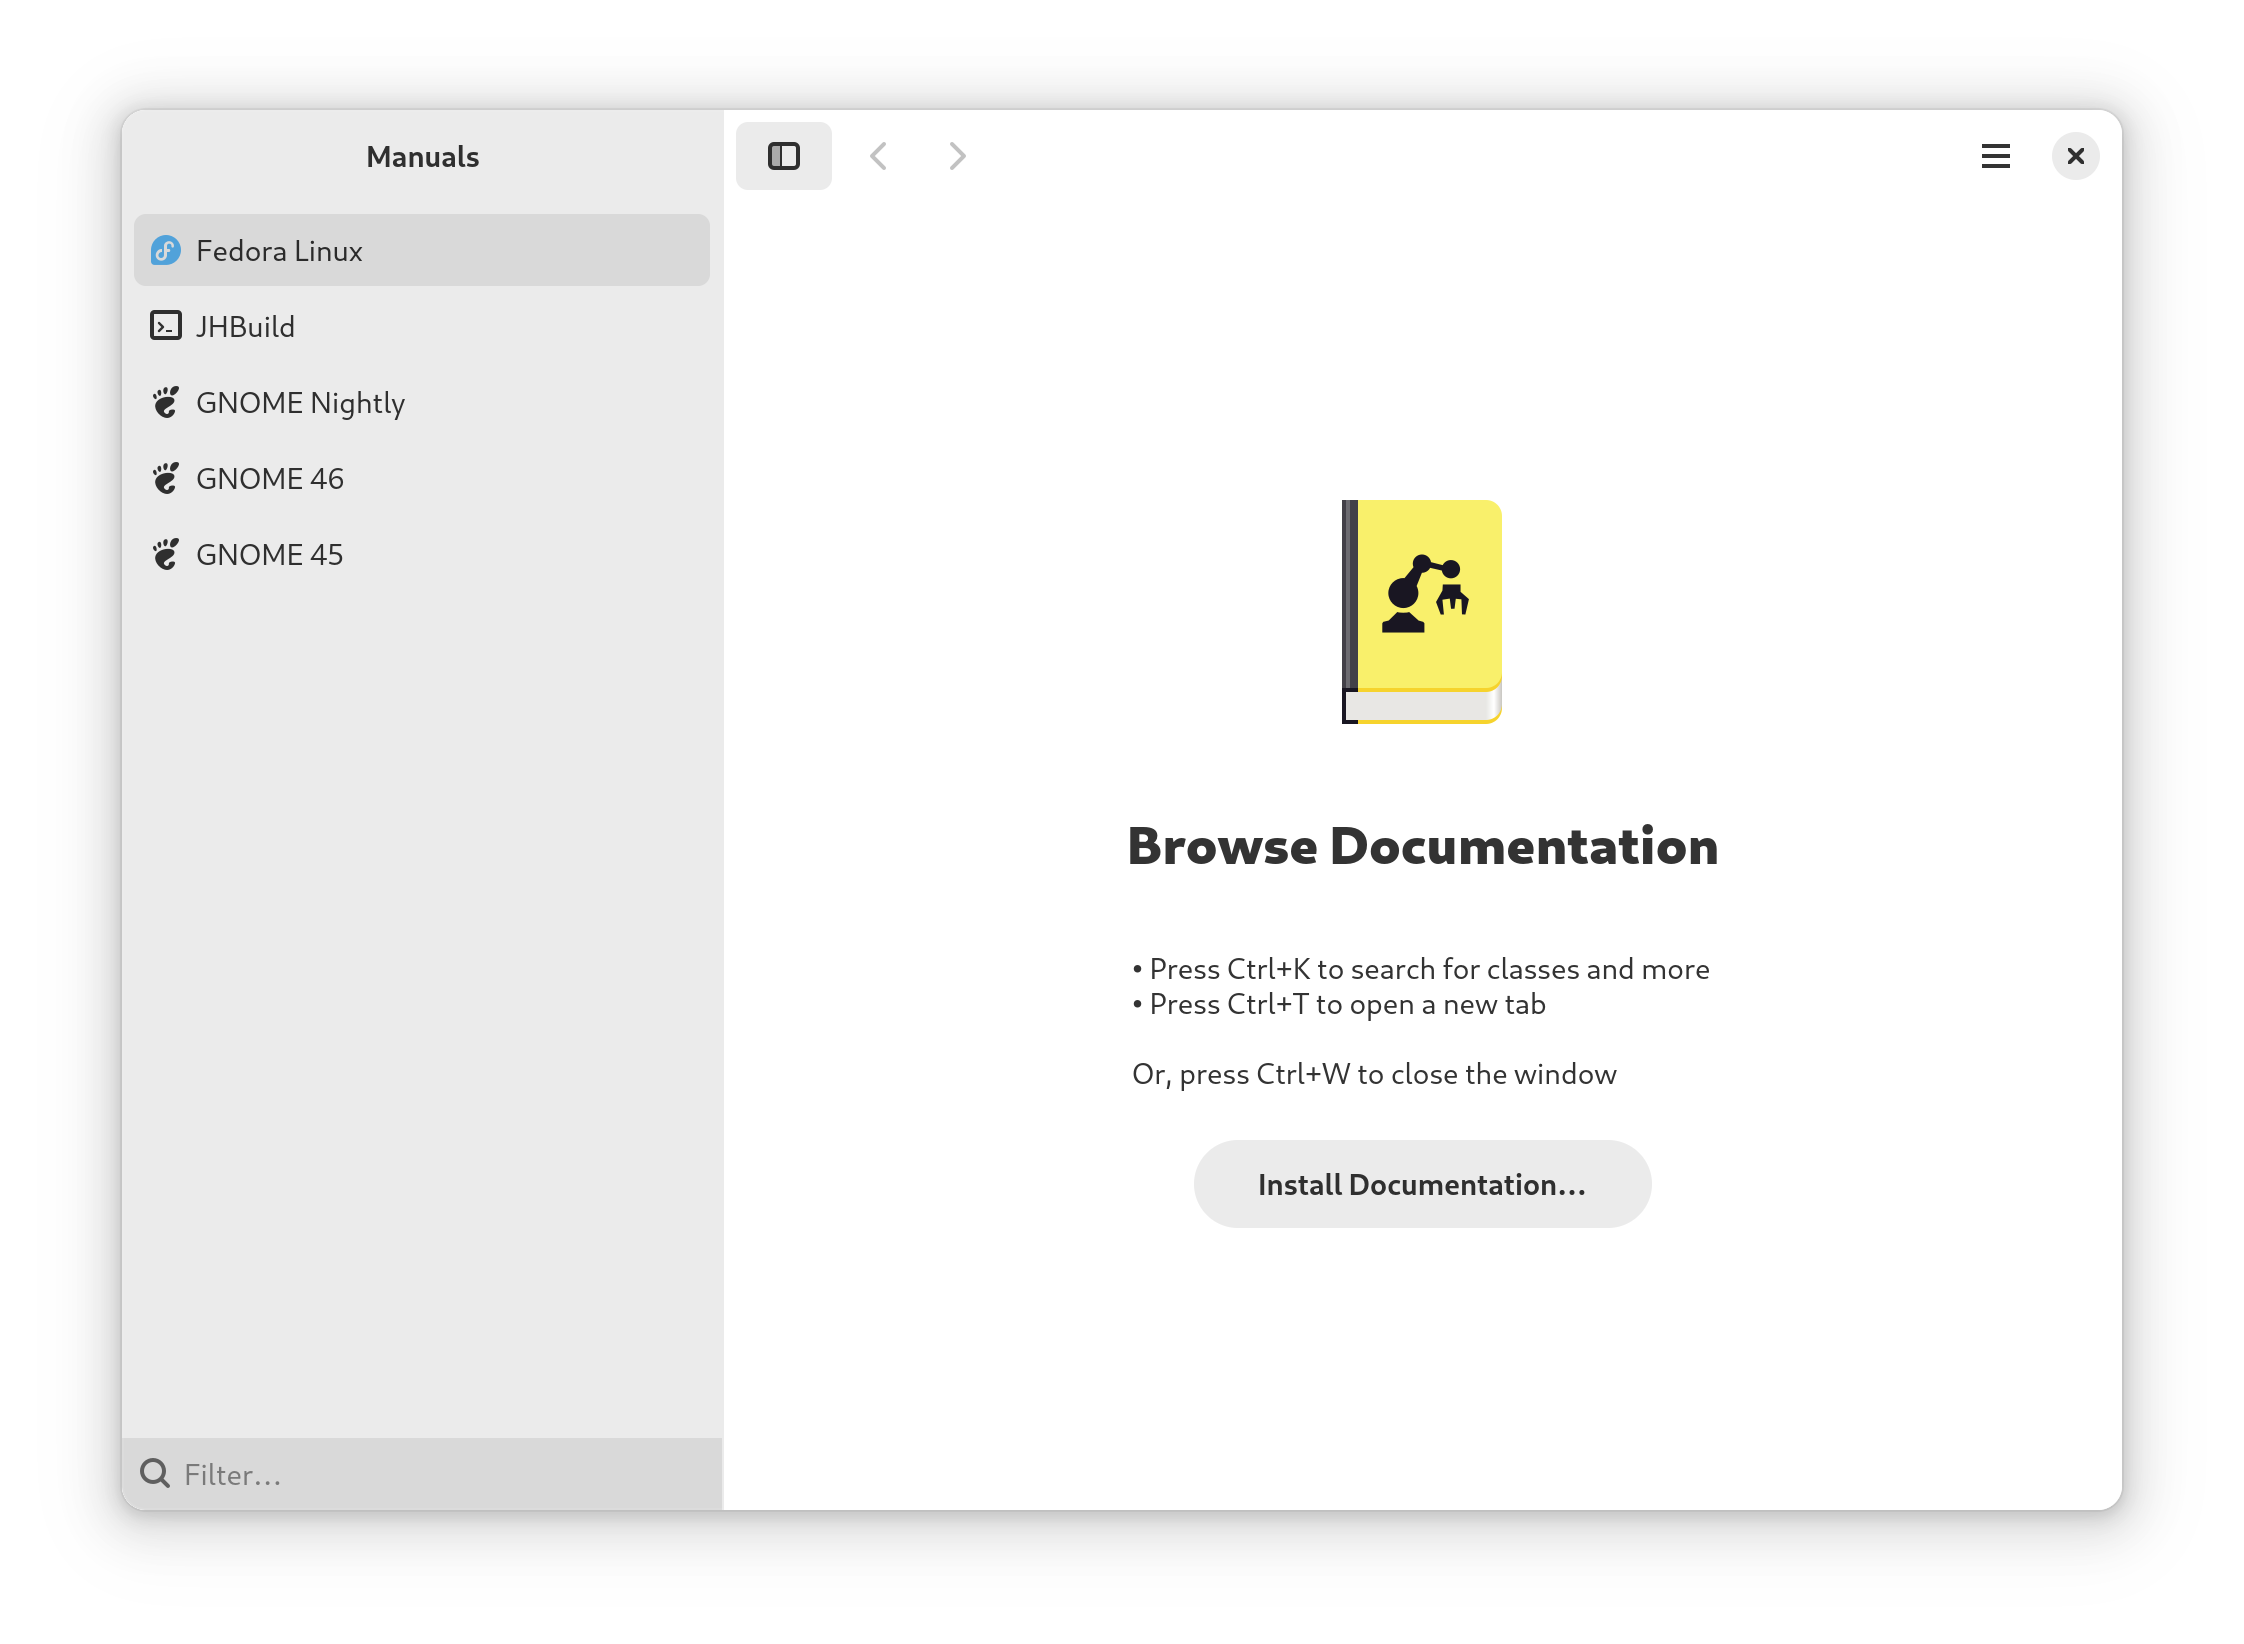 Manuals
Fedora Linux
JHBuild
GNOME Nightly
GNOME 46
GNOME 45
Filter…
Browse Documentation
• Press Ctrl+K to search for classes and more
• Press Ctrl+T to open a new tab
Or, press Ctrl+W to close the window
Install Documentation…